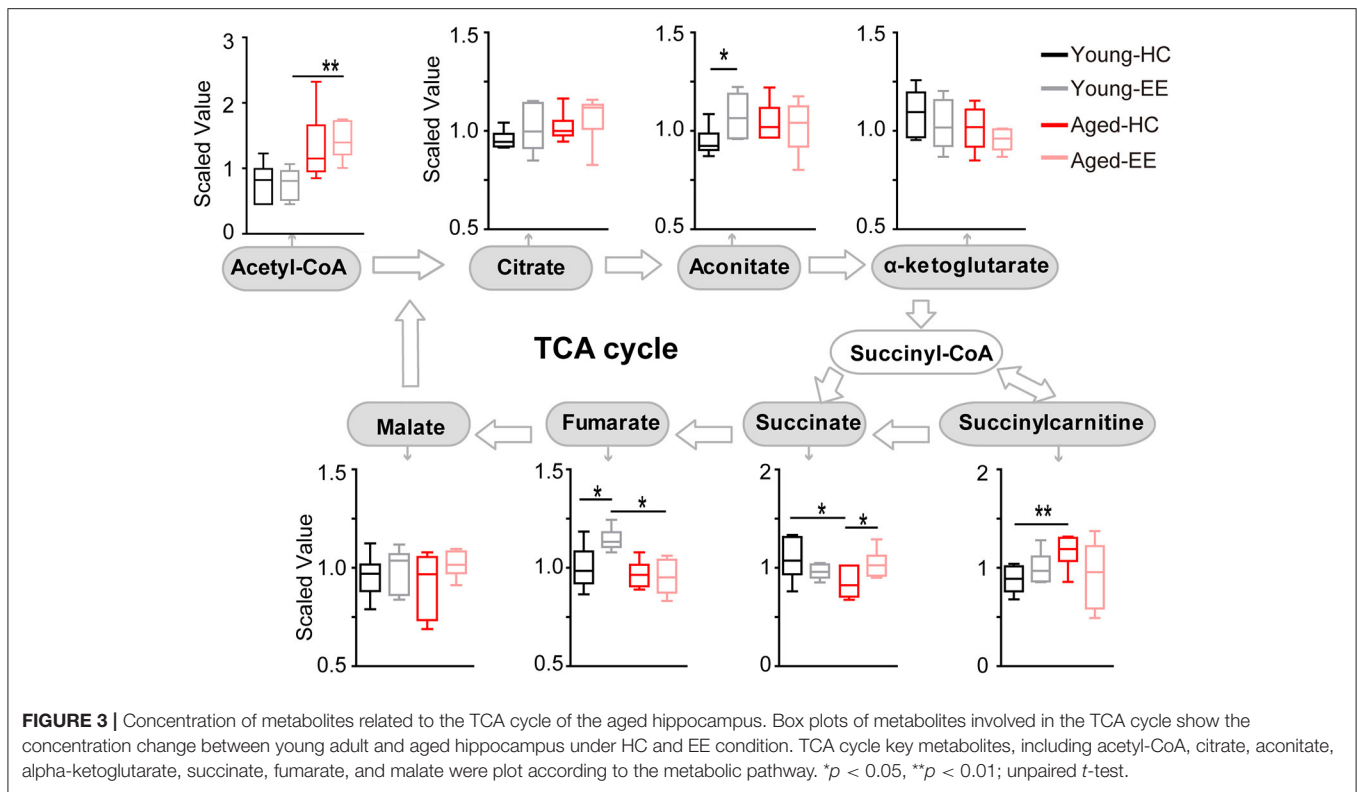 3
2
1
0
Scaled Value
**
1.5
1.0
0.5
Scaled Value
1.5
1.0
0.5
*
1.5
1.0
0.5
Young-HC
Young-EE
Aged-HC
Aged-EE
Acetyl-CoA
Citrate
Aconitate
α-ketoglutarate
TCA cycle
Succinyl-CoA
Malate
Fumarate
Succinate
Succinylcarnitine
1.5
1.0
0.5
Scaled Value
1.5
1.0
0.5
*
*
2
1
0
*
*
2
1
0
**
FIGURE 3 | Concentration of metabolites related to the TCA cycle of the aged hippocampus. Box plots of metabolites involved in the TCA cycle show the
concentration change between young adult and aged hippocampus under HC and EE condition. TCA cycle key metabolites, including acetyl-CoA, citrate, aconitate,
alpha-ketoglutarate, succinate, fumarate, and malate were plot according to the metabolic pathway. *p < 0.05, **p < 0.01; unpaired t-test.